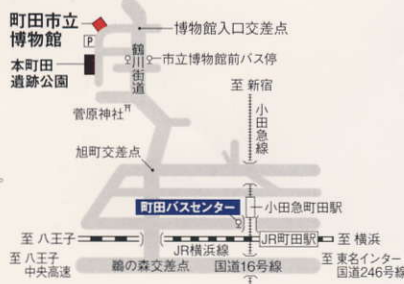 町田市立
博物館
P
本町田
遺跡公園
博物館入口交差点
鶴川街道
市立博物館前バス停
菅原神社
至 新宿
小田急線
旭町交差点
町田バスセンター
小田急町田駅
至 八王子
JR横浜線
JR町田駅
至 横浜
至 八王子
中央高速
鵜の森交差点
国道16号線
至 東名インター
国道246号線